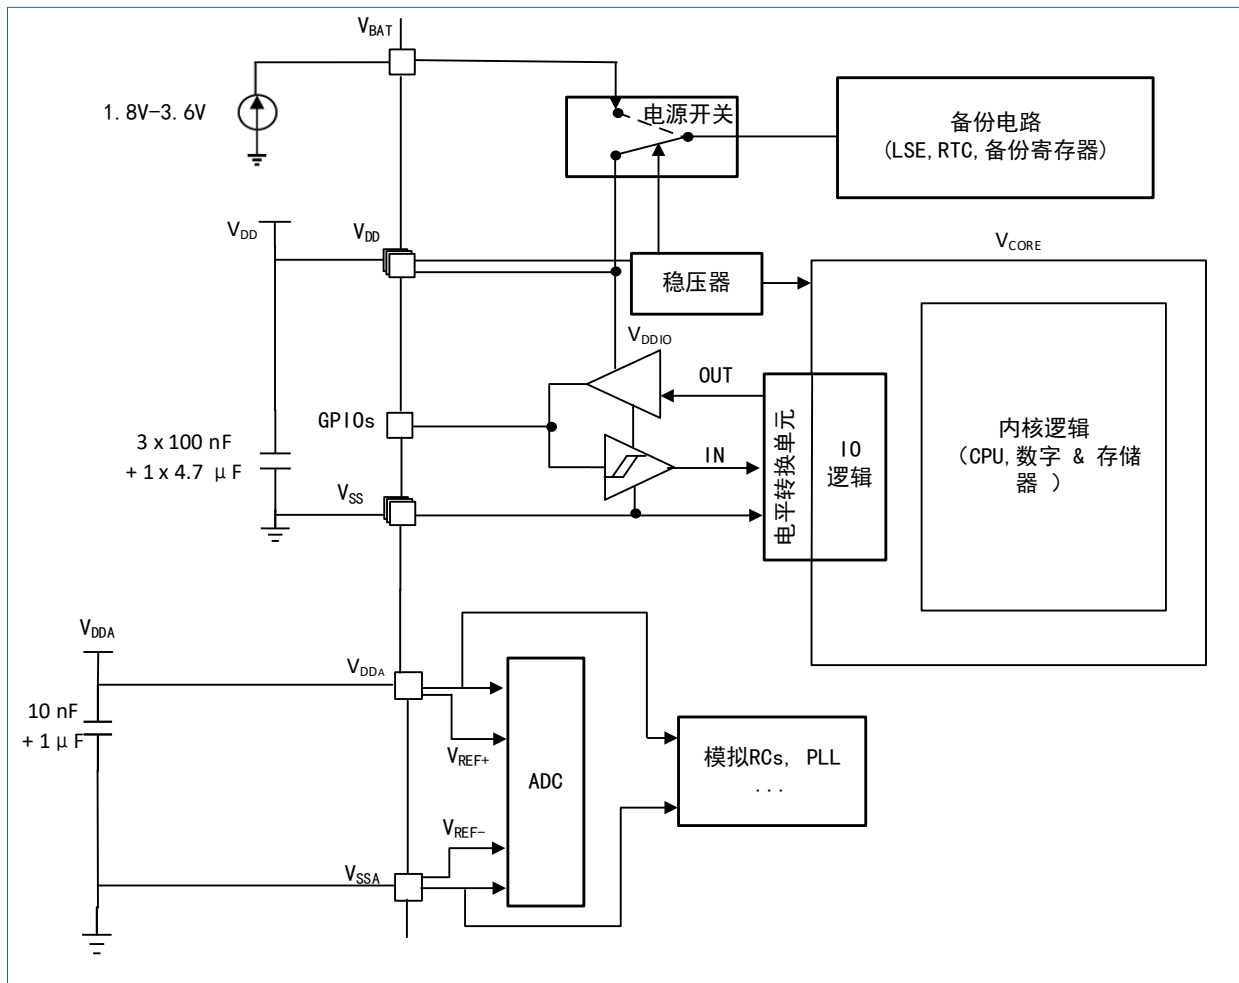 VBAT
1.8V-3.6V
电源开关
备份电路
(LSE,RTC,备份寄存器)
VDD
VDD
VCORE
稳压器
VDDIO
OUT
GPIOs
3 x 100 nF
+ 1 x 4.7 μF
IN
电平转换单元
IO
逻辑
内核逻辑
(CPU,数字 & 存储
器 )
VSS
VDDA
VDDA
10 nF
+ 1 μF
VREF+
ADC
模拟RCs, PLL
...
VREF-
VSSA